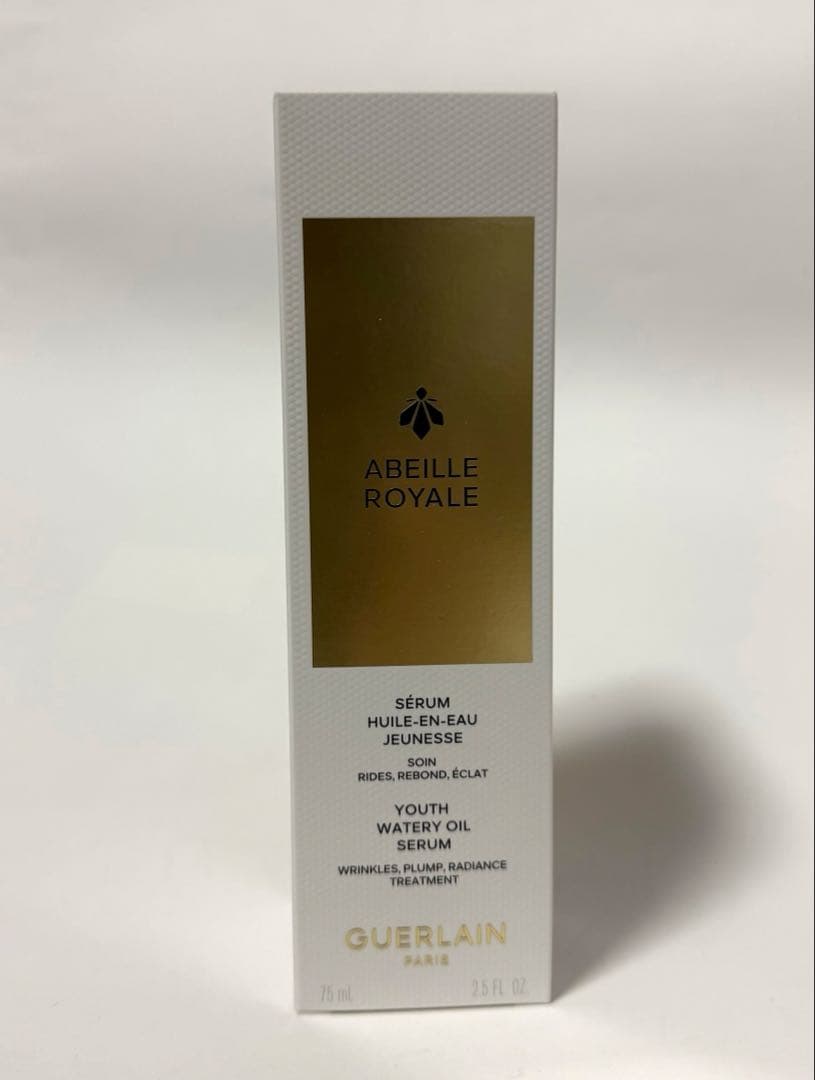 ABEILLE
ROYALE
SÉRUM
HUILE-EN-EAU
JEUNESSE
SOIN
RIDES, REBOND, ÉCLAT
YOUTH
WATERY OIL
SERUM
WRINKLES, PLUMP, RADIANCE
TREATMENT
GUERLAIN
PARIS
75 mL 2.5 FL. OZ.